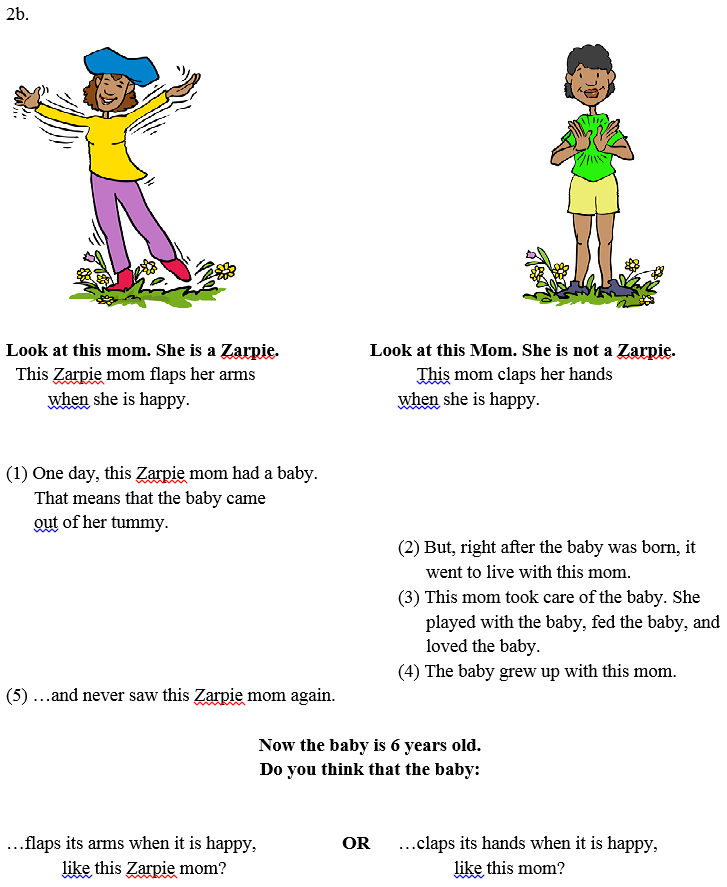 2b.
Look at this mom. She is a Zarpie.
This Zarpie mom flaps her arms
when she is happy.
Look at this Mom. She is not a Zarpie.
This mom claps her hands
when she is happy.
(1) One day, this Zarpie mom had a baby.
That means that the baby came
out of her tummy.
(2) But, right after the baby was born, it
went to live with this mom.
(3) This mom took care of the baby. She
played with the baby, fed the baby, and
loved the baby.
(4) The baby grew up with this mom.
(5) …and never saw this Zarpie mom again.
Now the baby is 6 years old.
Do you think that the baby:
…flaps its arms when it is happy,
like this Zarpie mom?
OR
…claps its hands when it is happy,
like this mom?